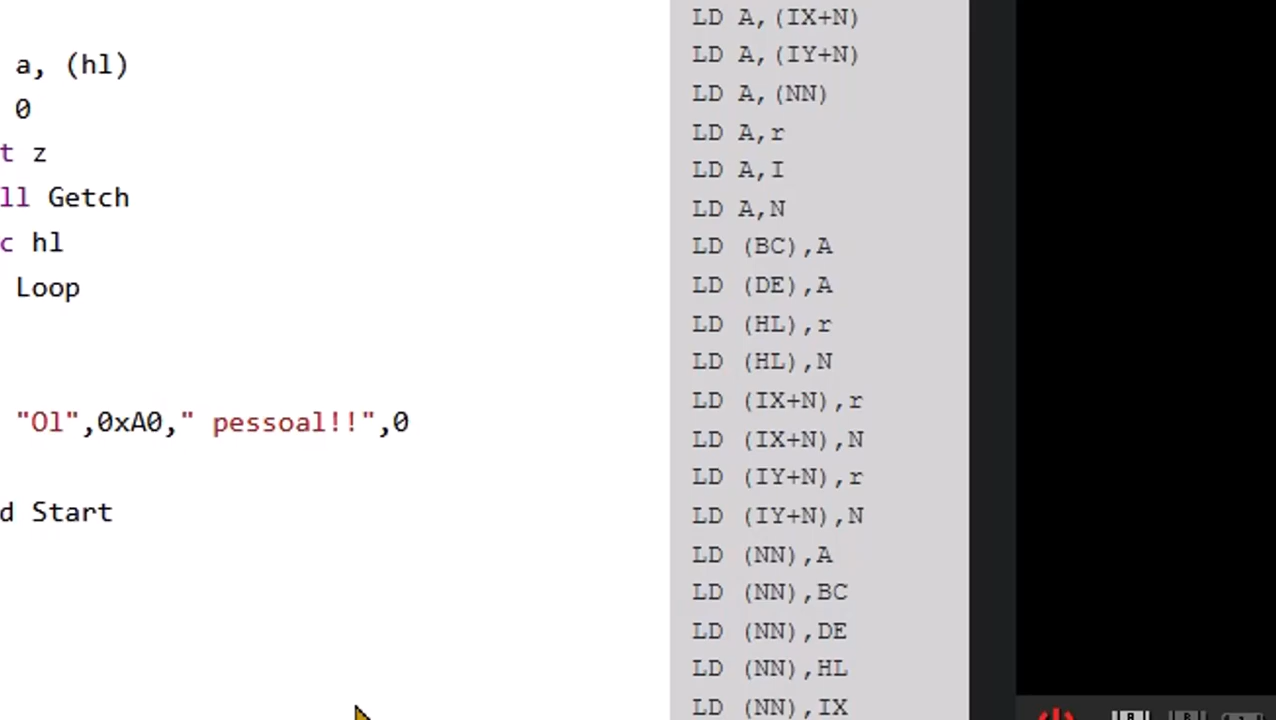 a, (hl)
0
t z
ll Getch
c hl
Loop
"Ol",0xA0," pessoal!!",0
d Start
LD A,(IX+N)
LD A,(IY+N)
LD A,(NN)
LD A,r
LD A,I
LD A,N
LD (BC),A
LD (DE),A
LD (HL),r
LD (HL),N
LD (IX+N),r
LD (IX+N),N
LD (IY+N),r
LD (IY+N),N
LD (NN),A
LD (NN),BC
LD (NN),DE
LD (NN),HL
LD (NN),IX